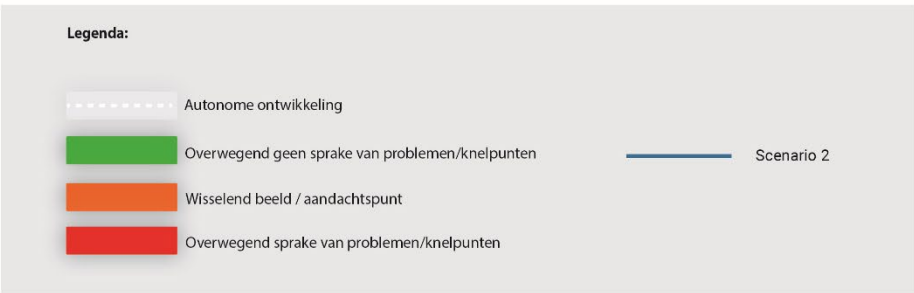 Legenda:
Autonome ontwikkeling
Overwegend geen sprake van problemen/knelpunten
Scenario 2
Wisselend beeld / aandachtspunt
Overwegend sprake van problemen/knelpunten